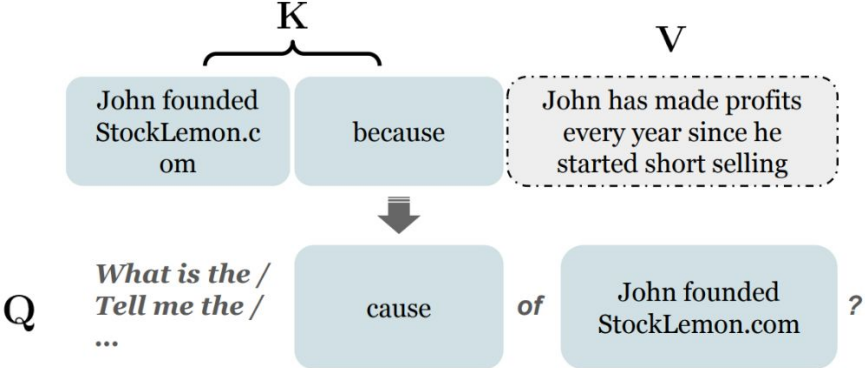 K
V
John founded
StockLemon.c
om
because
John has made profits
every year since he
started short selling
Q
What is the /
Tell me the /
...
cause
of
John founded
StockLemon.com
?